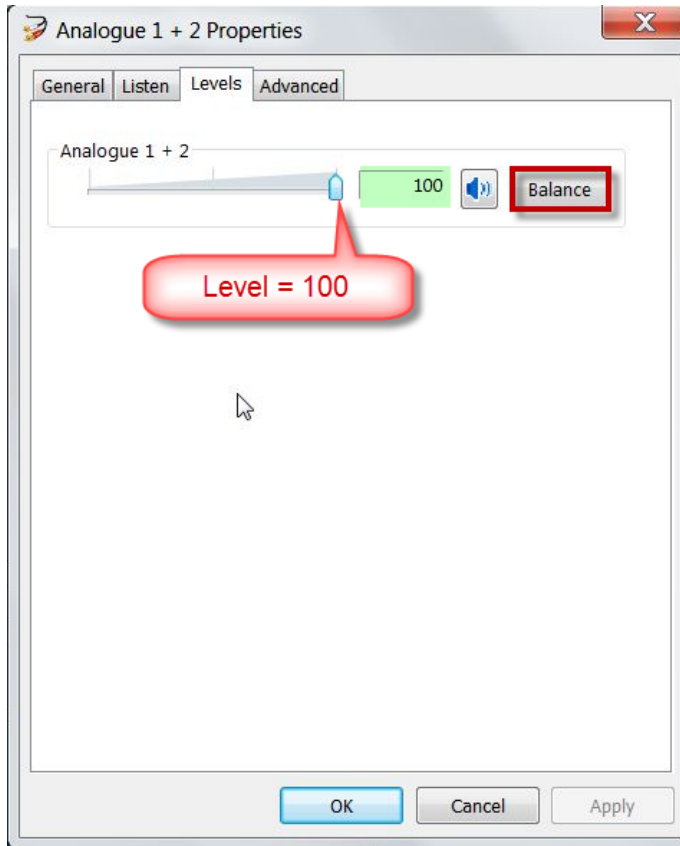 Analogue 1 + 2 Properties
General Listen Levels Advanced
Analogue 1 + 2
100 Balance
Level = 100
OK Cancel Apply